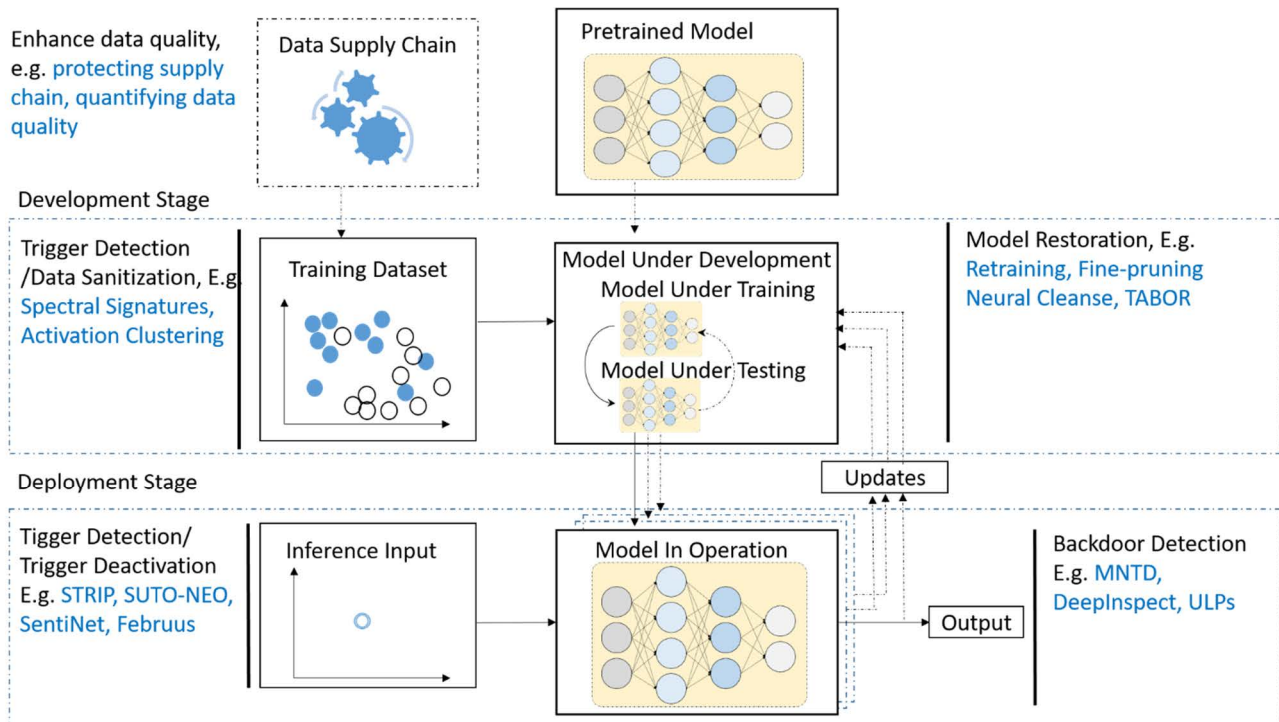 Enhance data quality,
e.g. protecting supply
chain, quantifying data
quality
Data Supply Chain
Pretrained Model
Development Stage
Trigger Detection
/Data Sanitization, E.g.
Spectral Signatures,
Activation Clustering
Training Dataset
Model Under Development
Model Under Training
Model Under Testing
Model Restoration, E.g.
Retraining, Fine-pruning
Neural Cleanse, TABOR
Updates
Deployment Stage
Tigger Detection/
Trigger Deactivation
E.g. STRIP, SUTO-NEO,
SentiNet, Februus
Inference Input
Model In Operation
Output
Backdoor Detection
E.g. MNTD,
DeepInspect, ULPs